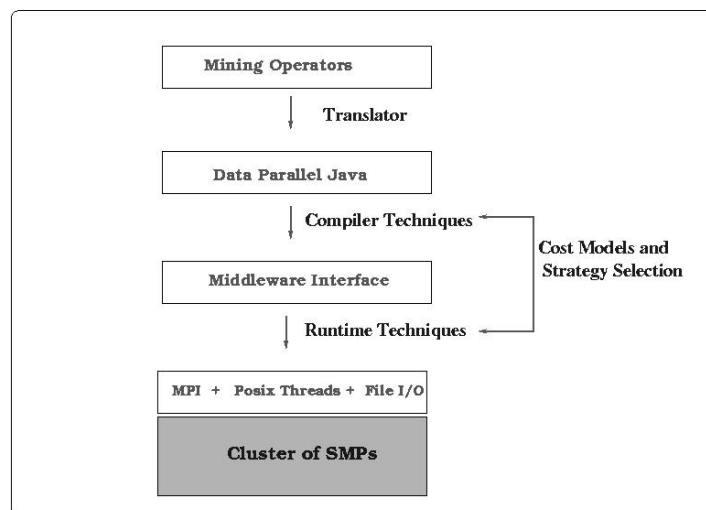 Mining Operators
Translator
Data Parallel Java
Compiler Techniques
Cost Models and
Strategy Selection
Middleware Interface
Runtime Techniques
MPI + Posix Threads + File I/O
Cluster of SMPs